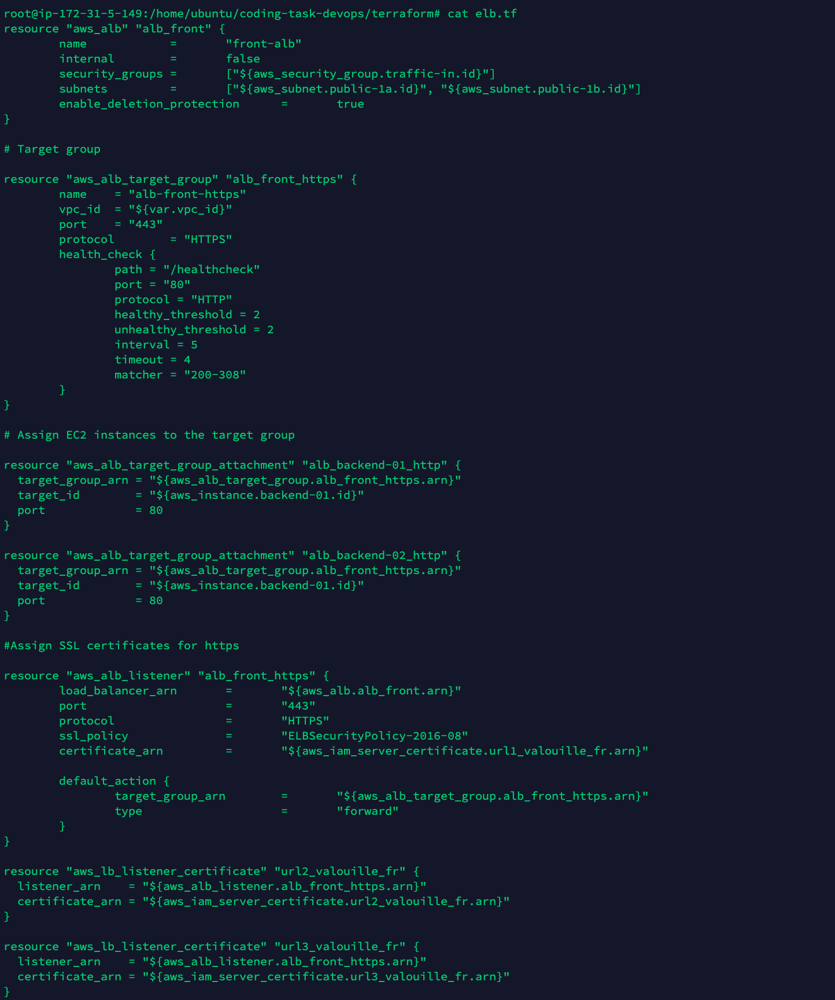 root@ip-172-31-5-149:/home/ubuntu/coding-task-devops/terraform# cat elb.tf
resource "aws_alb" "alb_front" {
        name            =       "front-alb"
        internal        =       false
        security_groups =       ["${aws_security_group.traffic-in.id}"]
        subnets         =       ["${aws_subnet.public-1a.id}", "${aws_subnet.public-1b.id}"]
        enable_deletion_protection      =       true
}

# Target group

resource "aws_alb_target_group" "alb_front_https" {
        name    = "alb-front-https"
        vpc_id  = "${var.vpc_id}"
        port    = "443"
        protocol        = "HTTPS"
        health_check {
                path = "/healthcheck"
                port = "80"
                protocol = "HTTP"
                healthy_threshold = 2
                unhealthy_threshold = 2
                interval = 5
                timeout = 4
                matcher = "200-308"
        }
}

# Assign EC2 instances to the target group

resource "aws_alb_target_group_attachment" "alb_backend-01_http" {
  target_group_arn = "${aws_alb_target_group.alb_front_https.arn}"
  target_id        = "${aws_instance.backend-01.id}"
  port             = 80
}

resource "aws_alb_target_group_attachment" "alb_backend-02_http" {
  target_group_arn = "${aws_alb_target_group.alb_front_https.arn}"
  target_id        = "${aws_instance.backend-01.id}"
  port             = 80
}

#Assign SSL certificates for https

resource "aws_alb_listener" "alb_front_https" {
        load_balancer_arn       =       "${aws_alb.alb_front.arn}"
        port                    =       "443"
        protocol                =       "HTTPS"
        ssl_policy              =       "ELBSecurityPolicy-2016-08"
        certificate_arn         =       "${aws_iam_server_certificate.url1_valouille_fr.arn}"

        default_action {
                target_group_arn        =       "${aws_alb_target_group.alb_front_https.arn}"
                type                    =       "forward"
        }
}

resource "aws_lb_listener_certificate" "url2_valouille_fr" {
  listener_arn    = "${aws_alb_listener.alb_front_https.arn}"
  certificate_arn = "${aws_iam_server_certificate.url2_valouille_fr.arn}"
}

resource "aws_lb_listener_certificate" "url3_valouille_fr" {
  listener_arn    = "${aws_alb_listener.alb_front_https.arn}"
  certificate_arn = "${aws_iam_server_certificate.url3_valouille_fr.arn}"
}